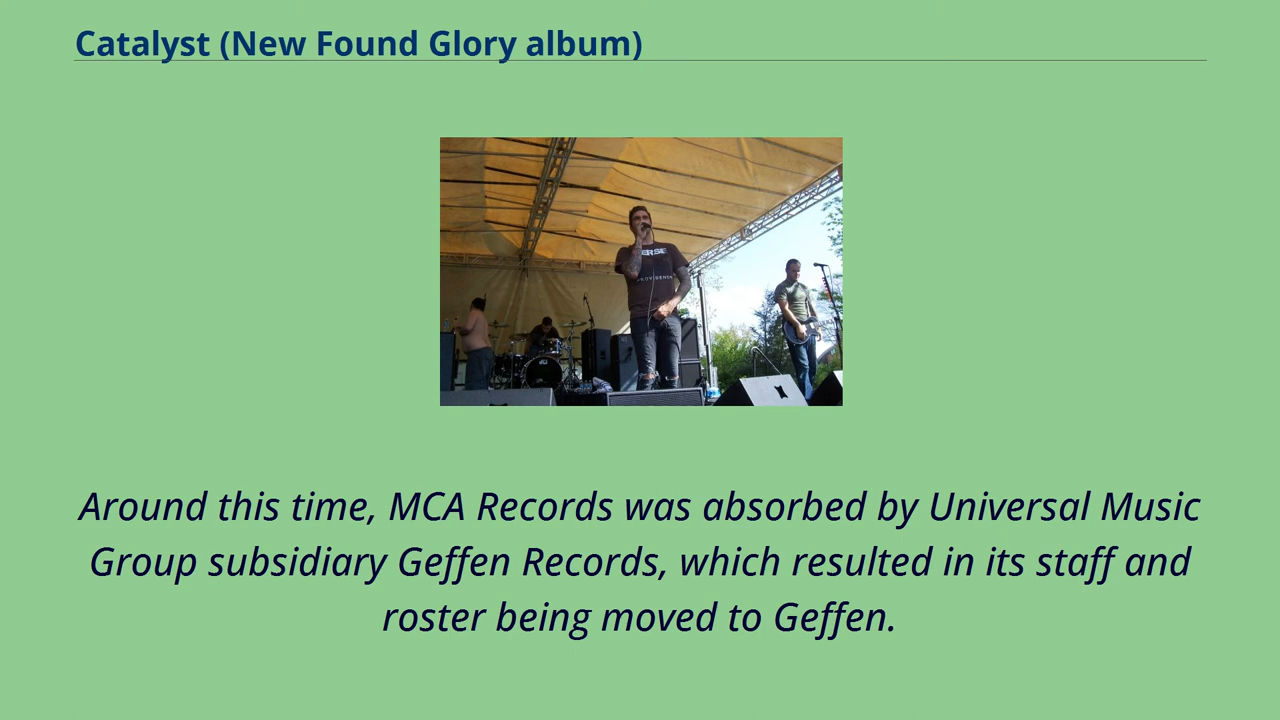 Catalyst (New Found Glory album)
Around this time, MCA Records was absorbed by Universal Music
Group subsidiary Geffen Records, which resulted in its staff and
roster being moved to Geffen.